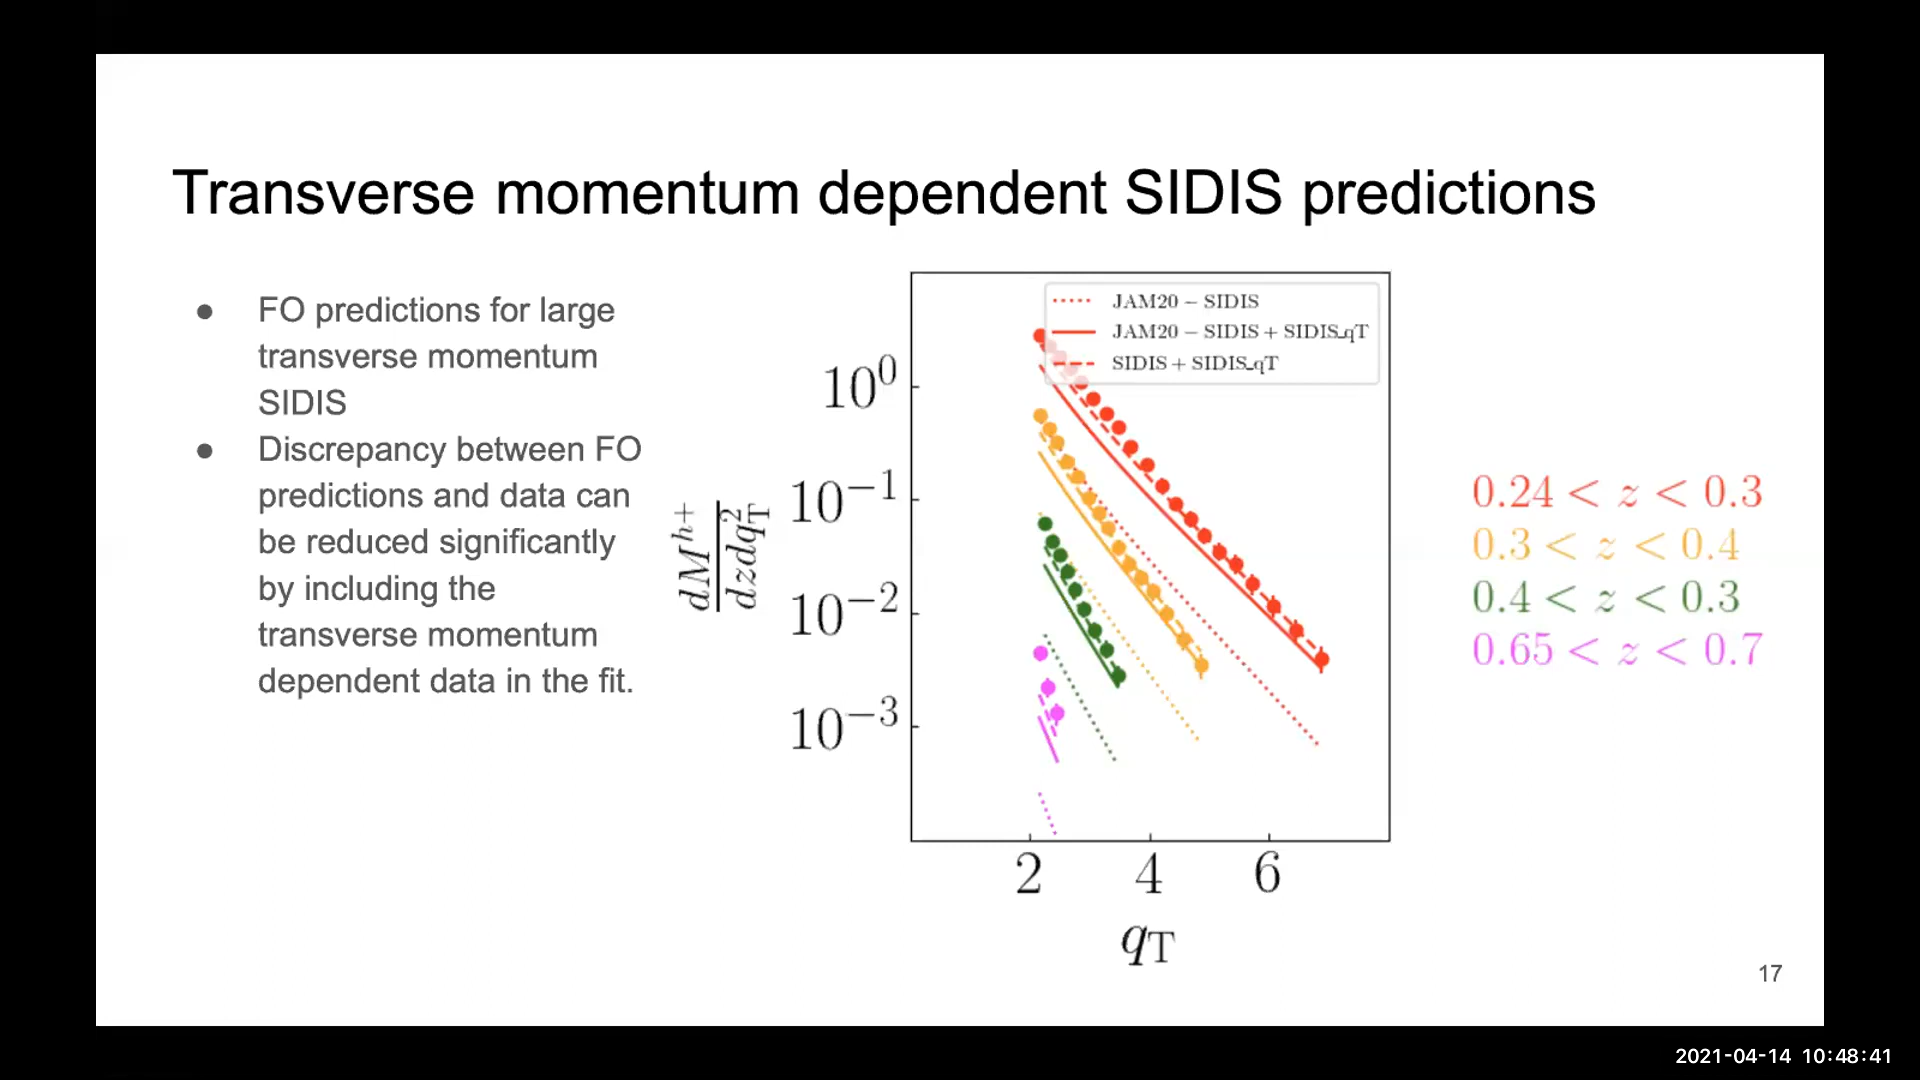 Transverse momentum dependent SIDIS predictions
● FO predictions for large
transverse momentum
SIDIS
● Discrepancy between FO
predictions and data can
be reduced significantly
by including the
transverse momentum
dependent data in the fit.
dM^{h+}
dzdq_T^2
10^0
10^{-1}
10^{-2}
10^{-3}
JAM20 − SIDIS
JAM20 − SIDIS + SIDIS_qT
SIDIS + SIDIS_qT
2 4 6
q_T
0.24 < z < 0.3
0.3 < z < 0.4
0.4 < z < 0.3
0.65 < z < 0.7
17
2021-04-14 10:48:41